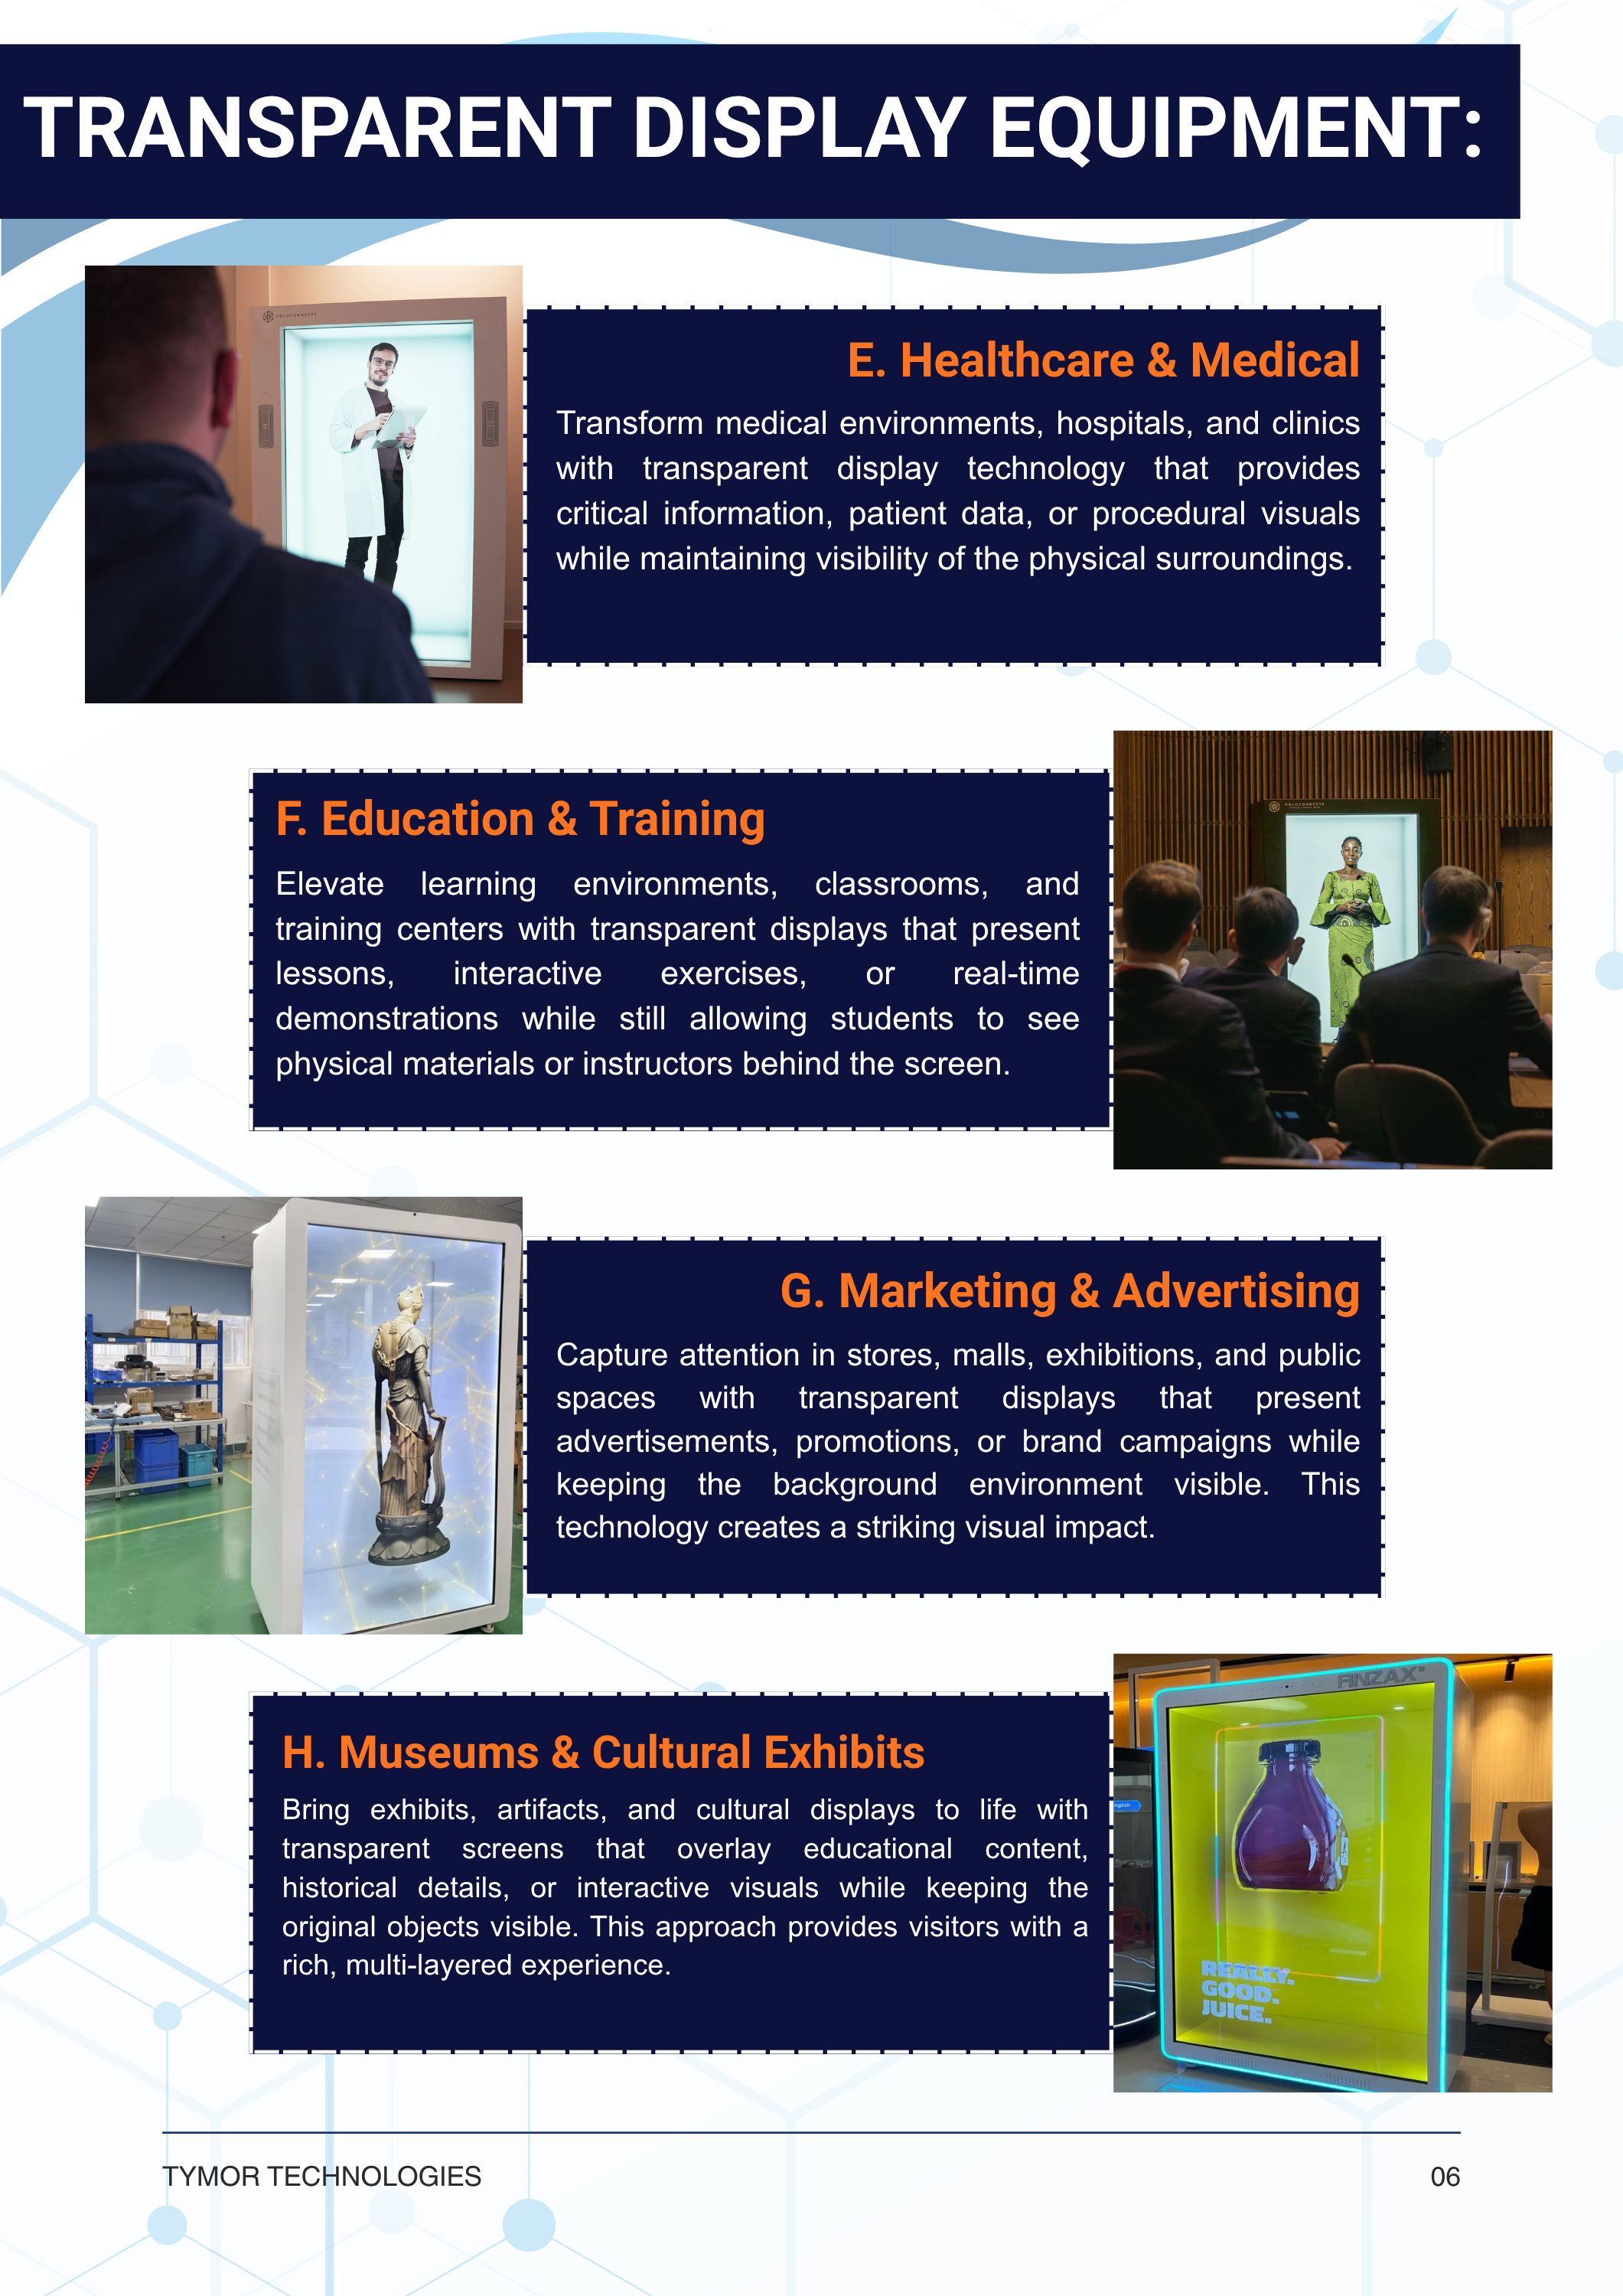 TRANSPARENT DISPLAY EQUIPMENT:
HOLOCONNECTS
E. Healthcare & Medical
Transform medical environments, hospitals, and clinics
with transparent display technology that provides
critical information, patient data, or procedural visuals
while maintaining visibility of the physical surroundings.
F. Education & Training
Elevate learning environments, classrooms, and
training centers with transparent displays that present
lessons, interactive exercises, or real-time
demonstrations while still allowing students to see
physical materials or instructors behind the screen.
HOLOCONNECTS
G. Marketing & Advertising
Capture attention in stores, malls, exhibitions, and public
spaces with transparent displays that present
advertisements, promotions, or brand campaigns while
keeping the background environment visible. This
technology creates a striking visual impact.
H. Museums & Cultural Exhibits
Bring exhibits, artifacts, and cultural displays to life with
transparent screens that overlay educational content,
historical details, or interactive visuals while keeping the
original objects visible. This approach provides visitors with a
rich, multi-layered experience.
REALLY.
GOOD.
JUICE.
TYMOR TECHNOLOGIES
06